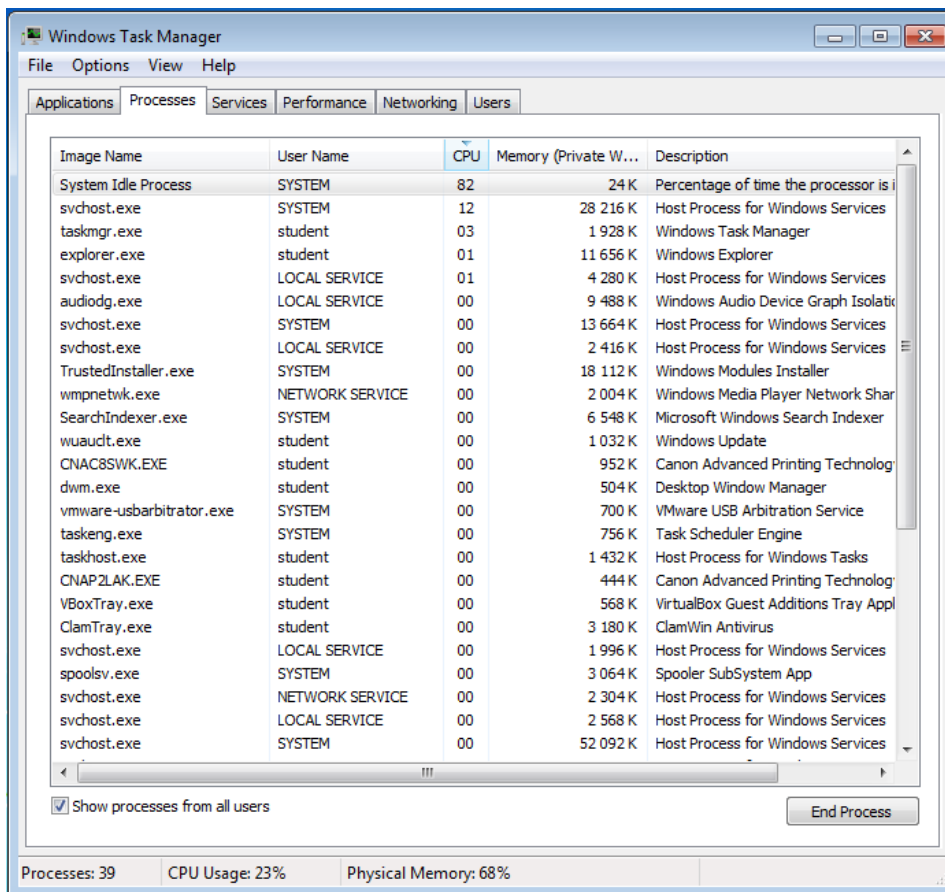 Windows Task Manager
File Options View Help
Applications Processes Services Performance Networking Users
Image Name User Name CPU Memory (Private W... Description
System Idle Process SYSTEM 82 24 K Percentage of time the processor is i
svchost.exe SYSTEM 12 28 216 K Host Process for Windows Services
taskmgr.exe student 03 1 928 K Windows Task Manager
explorer.exe student 01 11 656 K Windows Explorer
svchost.exe LOCAL SERVICE 01 4 280 K Host Process for Windows Services
audiodg.exe LOCAL SERVICE 00 9 488 K Windows Audio Device Graph Isolatio
svchost.exe SYSTEM 00 13 664 K Host Process for Windows Services
svchost.exe LOCAL SERVICE 00 2 416 K Host Process for Windows Services
TrustedInstaller.exe SYSTEM 00 18 112 K Windows Modules Installer
wmpnetwk.exe NETWORK SERVICE 00 2 004 K Windows Media Player Network Shar
SearchIndexer.exe SYSTEM 00 6 548 K Microsoft Windows Search Indexer
wuauclt.exe student 00 1 032 K Windows Update
CNAC8SWK.EXE student 00 952 K Canon Advanced Printing Technolog
dwm.exe student 00 504 K Desktop Window Manager
vmware-usbarbitrator.exe SYSTEM 00 700 K VMware USB Arbitration Service
taskeng.exe SYSTEM 00 756 K Task Scheduler Engine
taskhost.exe student 00 1 432 K Host Process for Windows Tasks
CNAP2LAK.EXE student 00 444 K Canon Advanced Printing Technolog
VBoxTray.exe student 00 568 K VirtualBox Guest Additions Tray Appl
ClamTray.exe student 00 3 180 K ClamWin Antivirus
svchost.exe LOCAL SERVICE 00 1 996 K Host Process for Windows Services
spoolsv.exe SYSTEM 00 3 064 K Spooler SubSystem App
svchost.exe NETWORK SERVICE 00 2 304 K Host Process for Windows Services
svchost.exe LOCAL SERVICE 00 2 568 K Host Process for Windows Services
svchost.exe SYSTEM 00 52 092 K Host Process for Windows Services
Show processes from all users
End Process
Processes: 39 CPU Usage: 23% Physical Memory: 68%